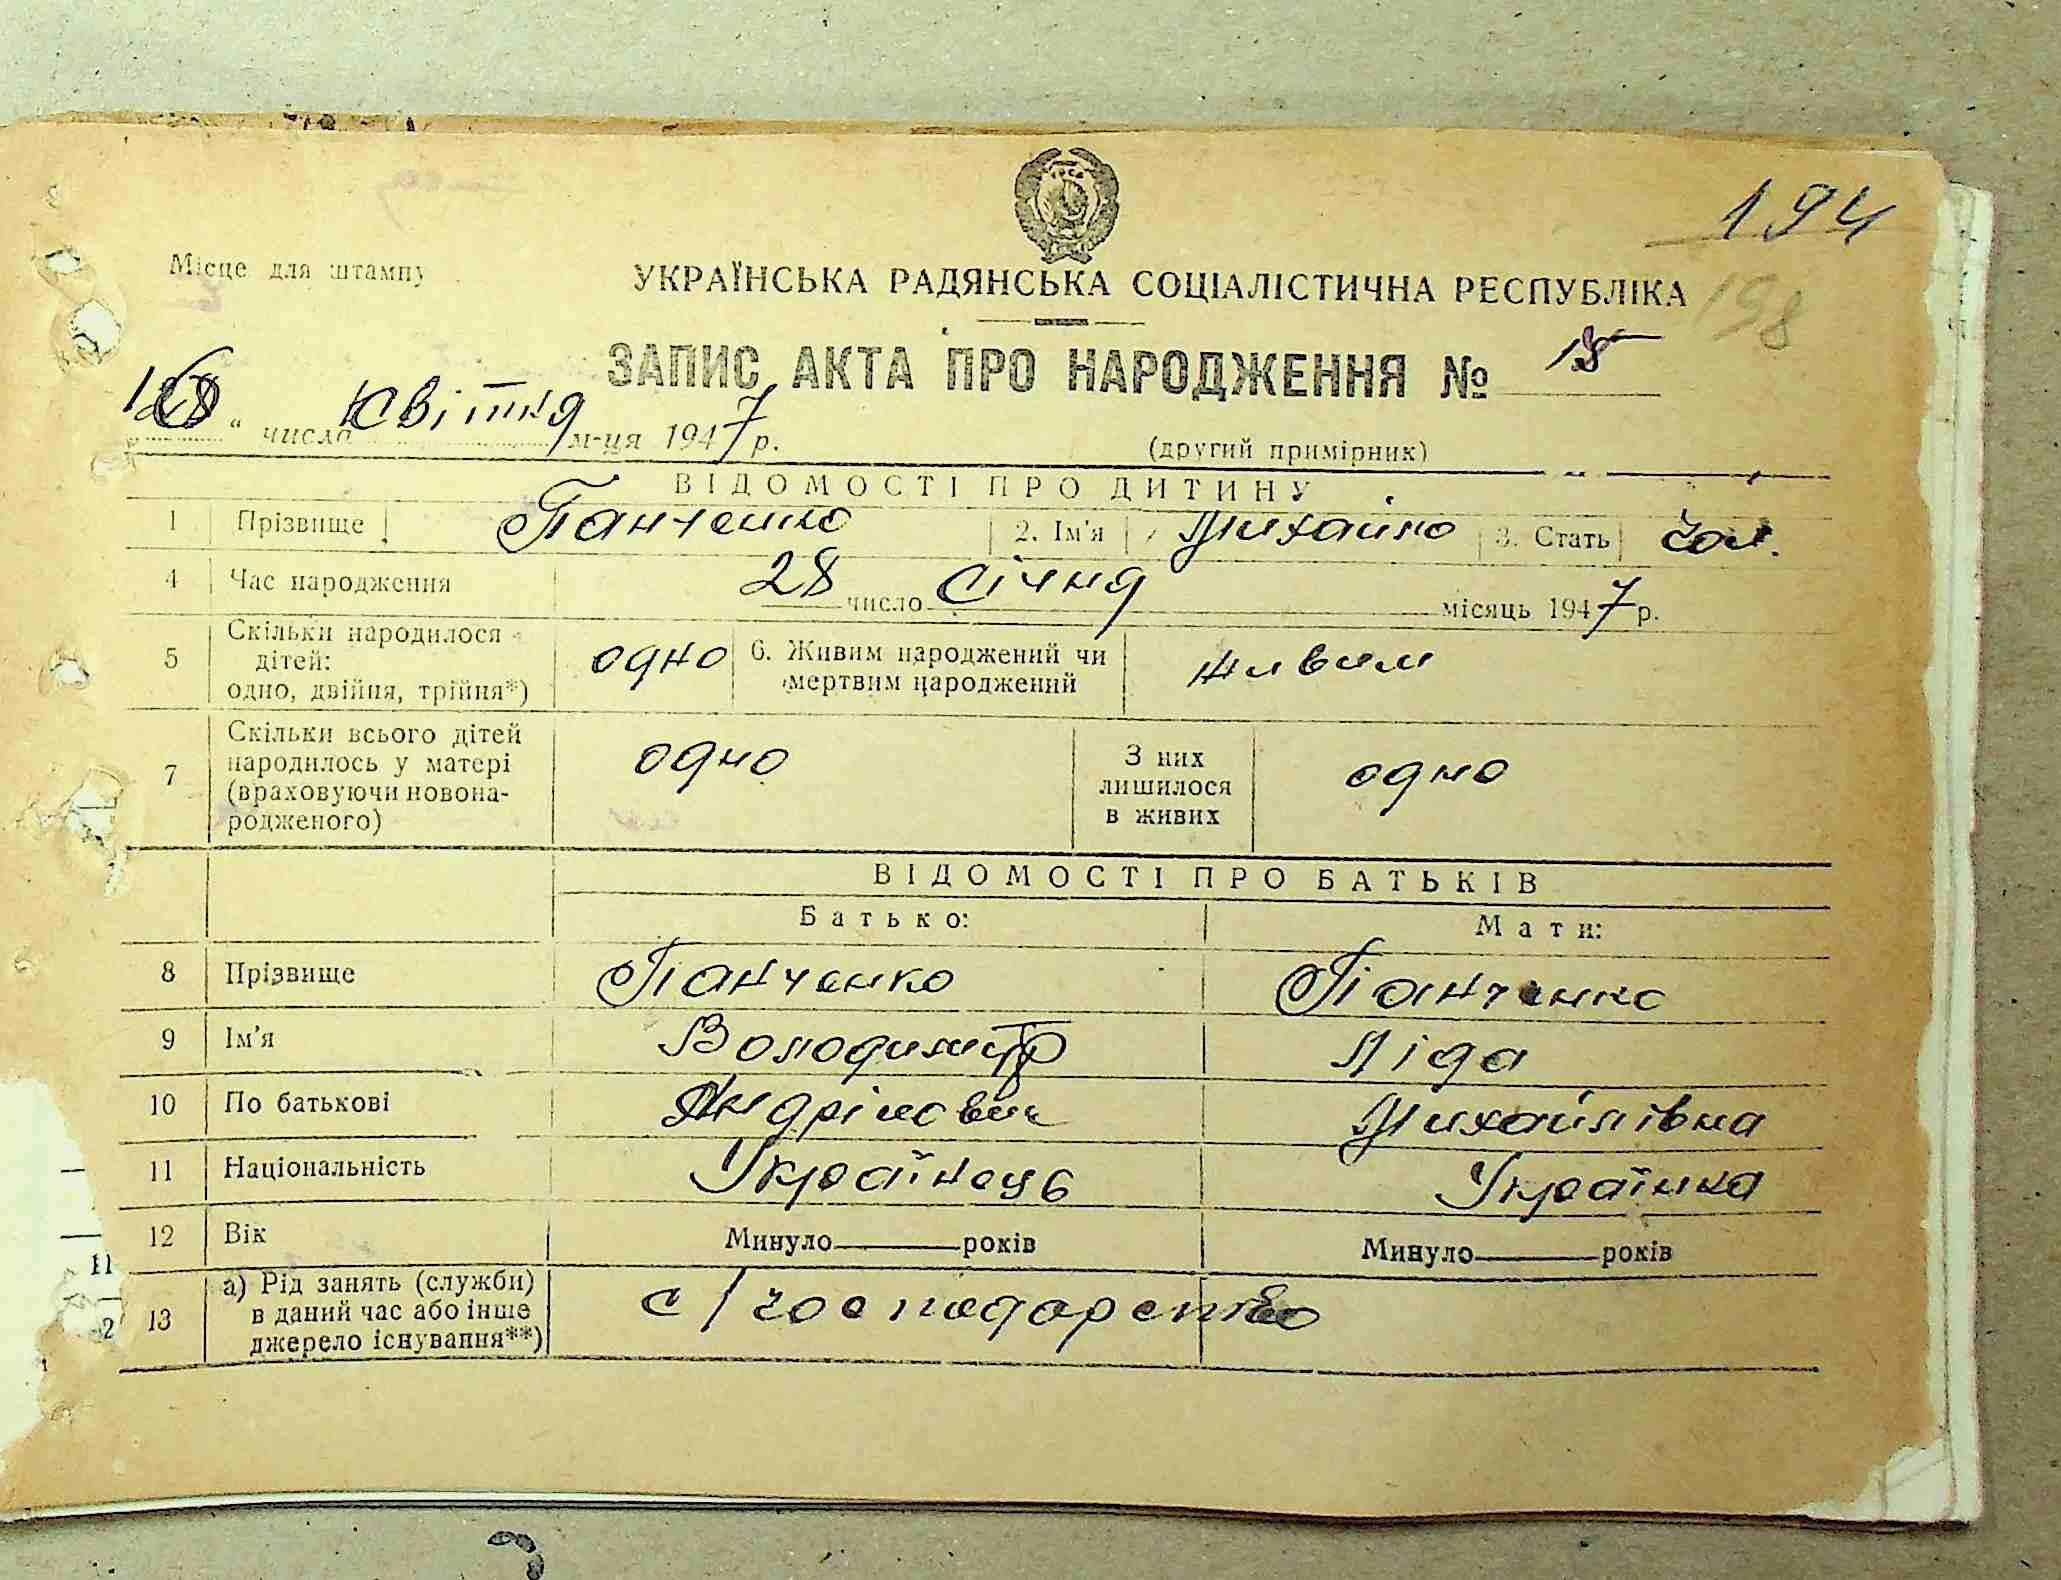 194
198
Місце для штампу
УКРАЇНСЬКА РАДЯНСЬКА СОЦІАЛІСТИЧНА РЕСПУБЛІКА
ЗАПИС АКТА ПРО НАРОДЖЕННЯ № 15
" число Квітня м-ця 1947 р.
(другий примірник)
ВІДОМОСТІ ПРО ДИТИНУ
1 Прізвище Панченко 2. Ім'я Михайло 3. Стать Чол.
4 Час народження 28 число Січня місяць 1947 р.
5 Скільки народилося дітей: одно, двійня, трійня*) одно 6. Живим народжений чи мертвим народжений живим
7 Скільки всього дітей народилось у матері (враховуючи новонародженого) одно З них лишилося в живих одно
ВІДОМОСТІ ПРО БАТЬКІВ
Батько: Мати:
8 Прізвище Панченко Панченко
9 Ім'я Володимир Ліда
10 По батькові Михайлівна
11 Національність Українець Українка
12 Вік Минуло років Минуло років
13 а) Рід занять (служби) в даний час або інше джерело існування**) с/господарство
11
2